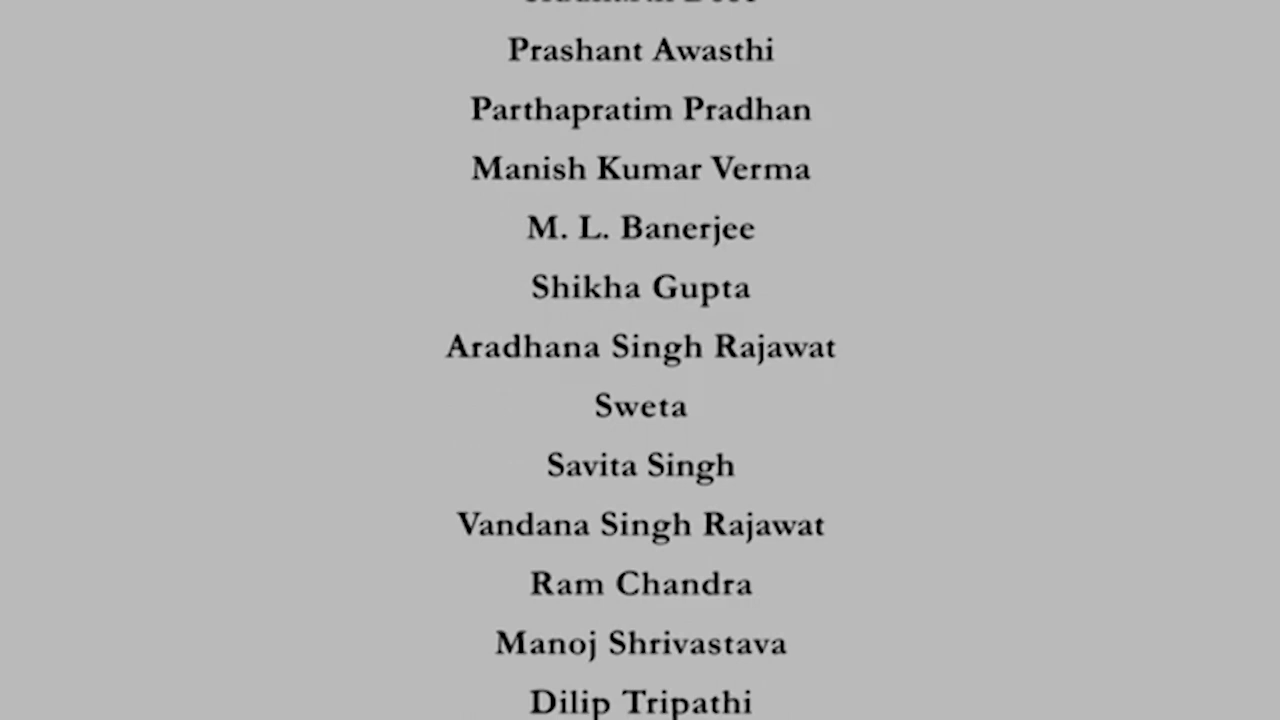 Prashant Awasthi
Parthapratim Pradhan
Manish Kumar Verma
M. L. Banerjee
Shikha Gupta
Aradhana Singh Rajawat
Sweta
Savita Singh
Vandana Singh Rajawat
Ram Chandra
Manoj Shrivastava
Dilip Tripathi